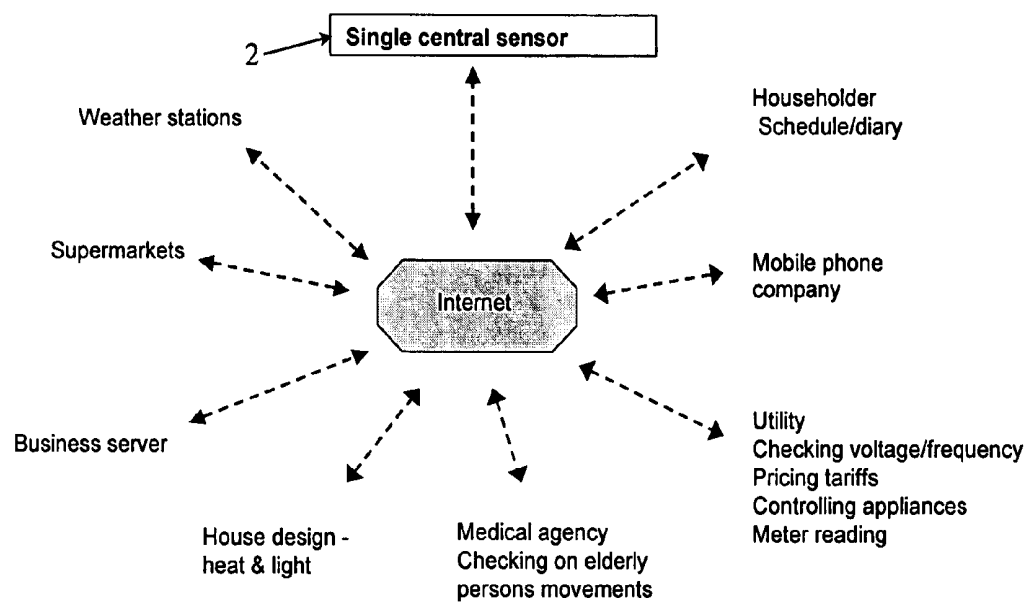 Single central sensor
2
Weather stations
Householder
Schedule/diary
Supermarkets
Internet
Mobile phone
company
Business server
Utility
Checking voltage/frequency
Pricing tariffs
Controlling appliances
Meter reading
House design -
heat & light
Medical agency
Checking on elderly
persons movements